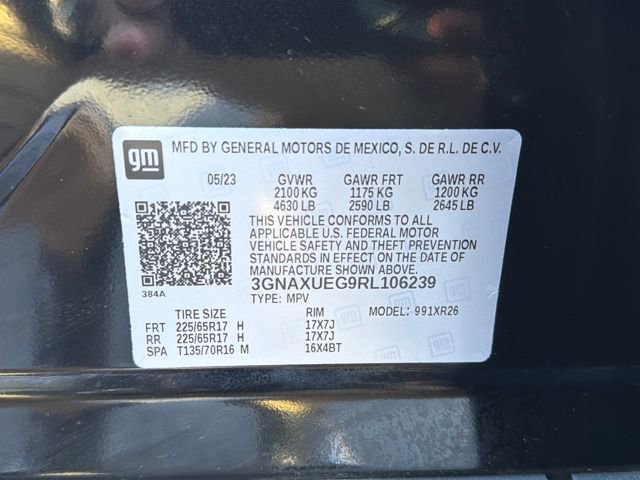 gm MFD BY GENERAL MOTORS DE MEXICO, S. DE R.L. DE C.V.
05/23 GVWR GAWR FRT GAWR RR
2100 KG 1175 KG 1200 KG
4630 LB 2590 LB 2645 LB
THIS VEHICLE CONFORMS TO ALL
APPLICABLE U.S. FEDERAL MOTOR
VEHICLE SAFETY AND THEFT PREVENTION
STANDARDS IN EFFECT ON THE DATE OF
MANUFACTURE SHOWN ABOVE.
384A 3GNAXUEG9RL106239
TYPE: MPV MODEL: 991XR26
TIRE SIZE RIM
FRT 225/65R17 H 17X7J
RR 225/65R17 H 17X7J
SPA T135/70R16 M 16X4BT